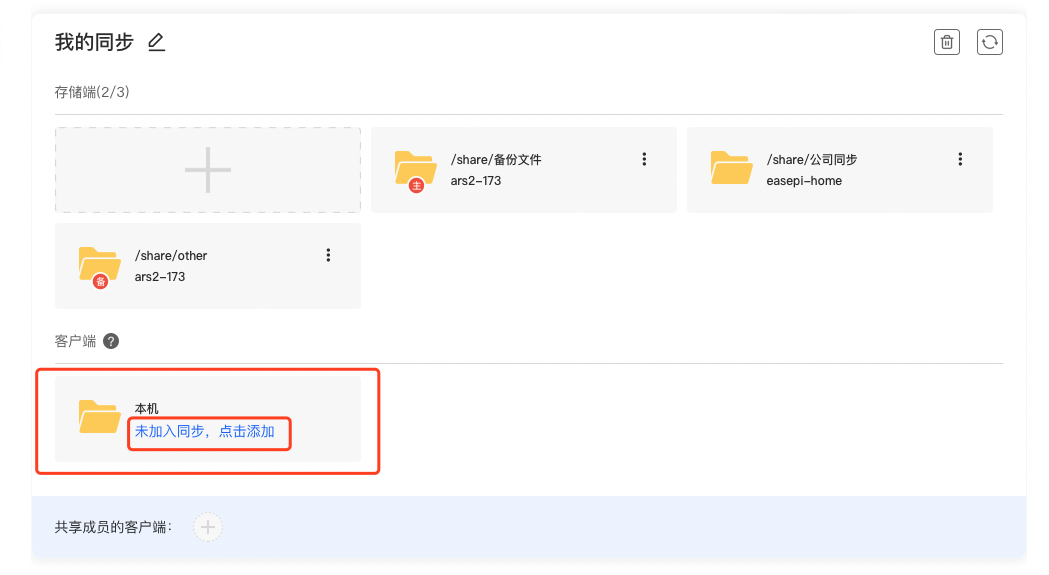 我的同步
存储端(2/3)
/share/备份文件
ars2-173
主
/share/公司同步
easepi-home
/share/other
ars2-173
备
客户端 ?
本机
未加入同步，点击添加
共享成员的客户端：